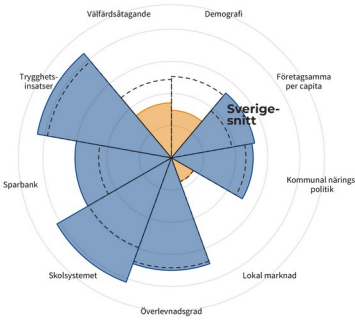 Välfärdsåtagande
Demografi
Trygghets-
insatser
Företagsamma
per capita
Sverige-
snitt
Sparbank
Kommunal närings
politik
Skolsystemet
Lokal marknad
Överlevnadsgrad